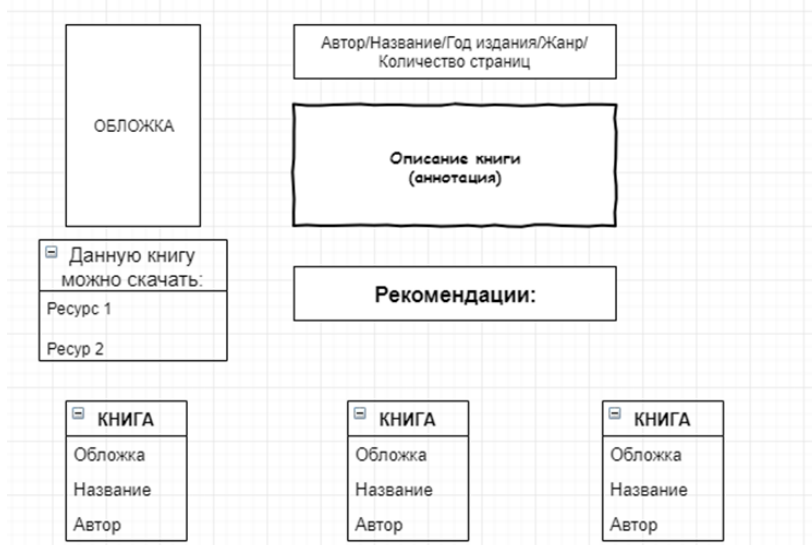 ОБЛОЖКА
Автор/Название/Год издания/Жанр/
Количество страниц
Описание книги
(аннотация)
Данную книгу
можно скачать:
Ресурс 1
Ресур 2
Рекомендации:
КНИГА
Обложка
Название
Автор
КНИГА
Обложка
Название
Автор
КНИГА
Обложка
Название
Автор